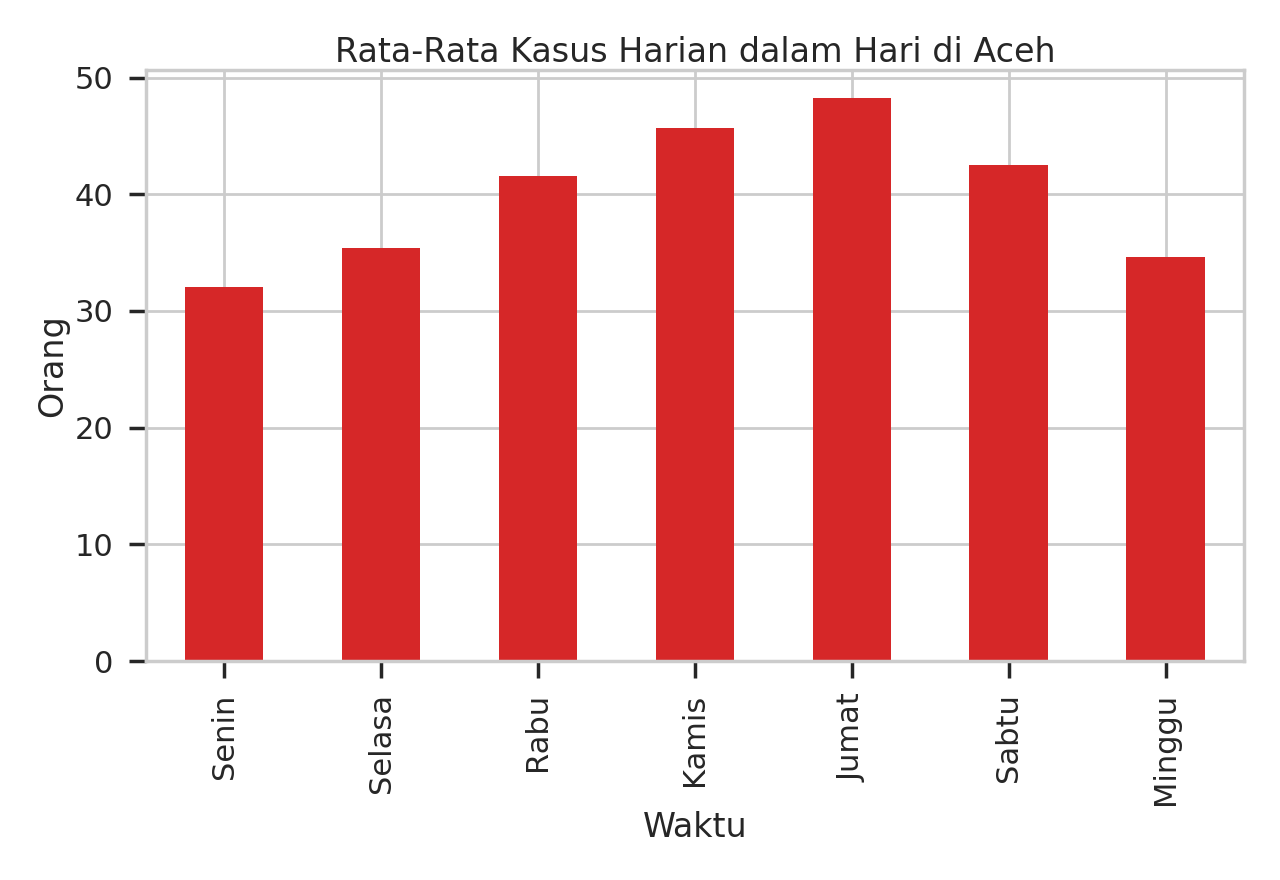 Rata-Rata Kasus Harian dalam Hari di Aceh
50
40
30
20
10
0
Orang
Senin
Selasa
Rabu
Kamis
Jumat
Sabtu
Minggu
Waktu